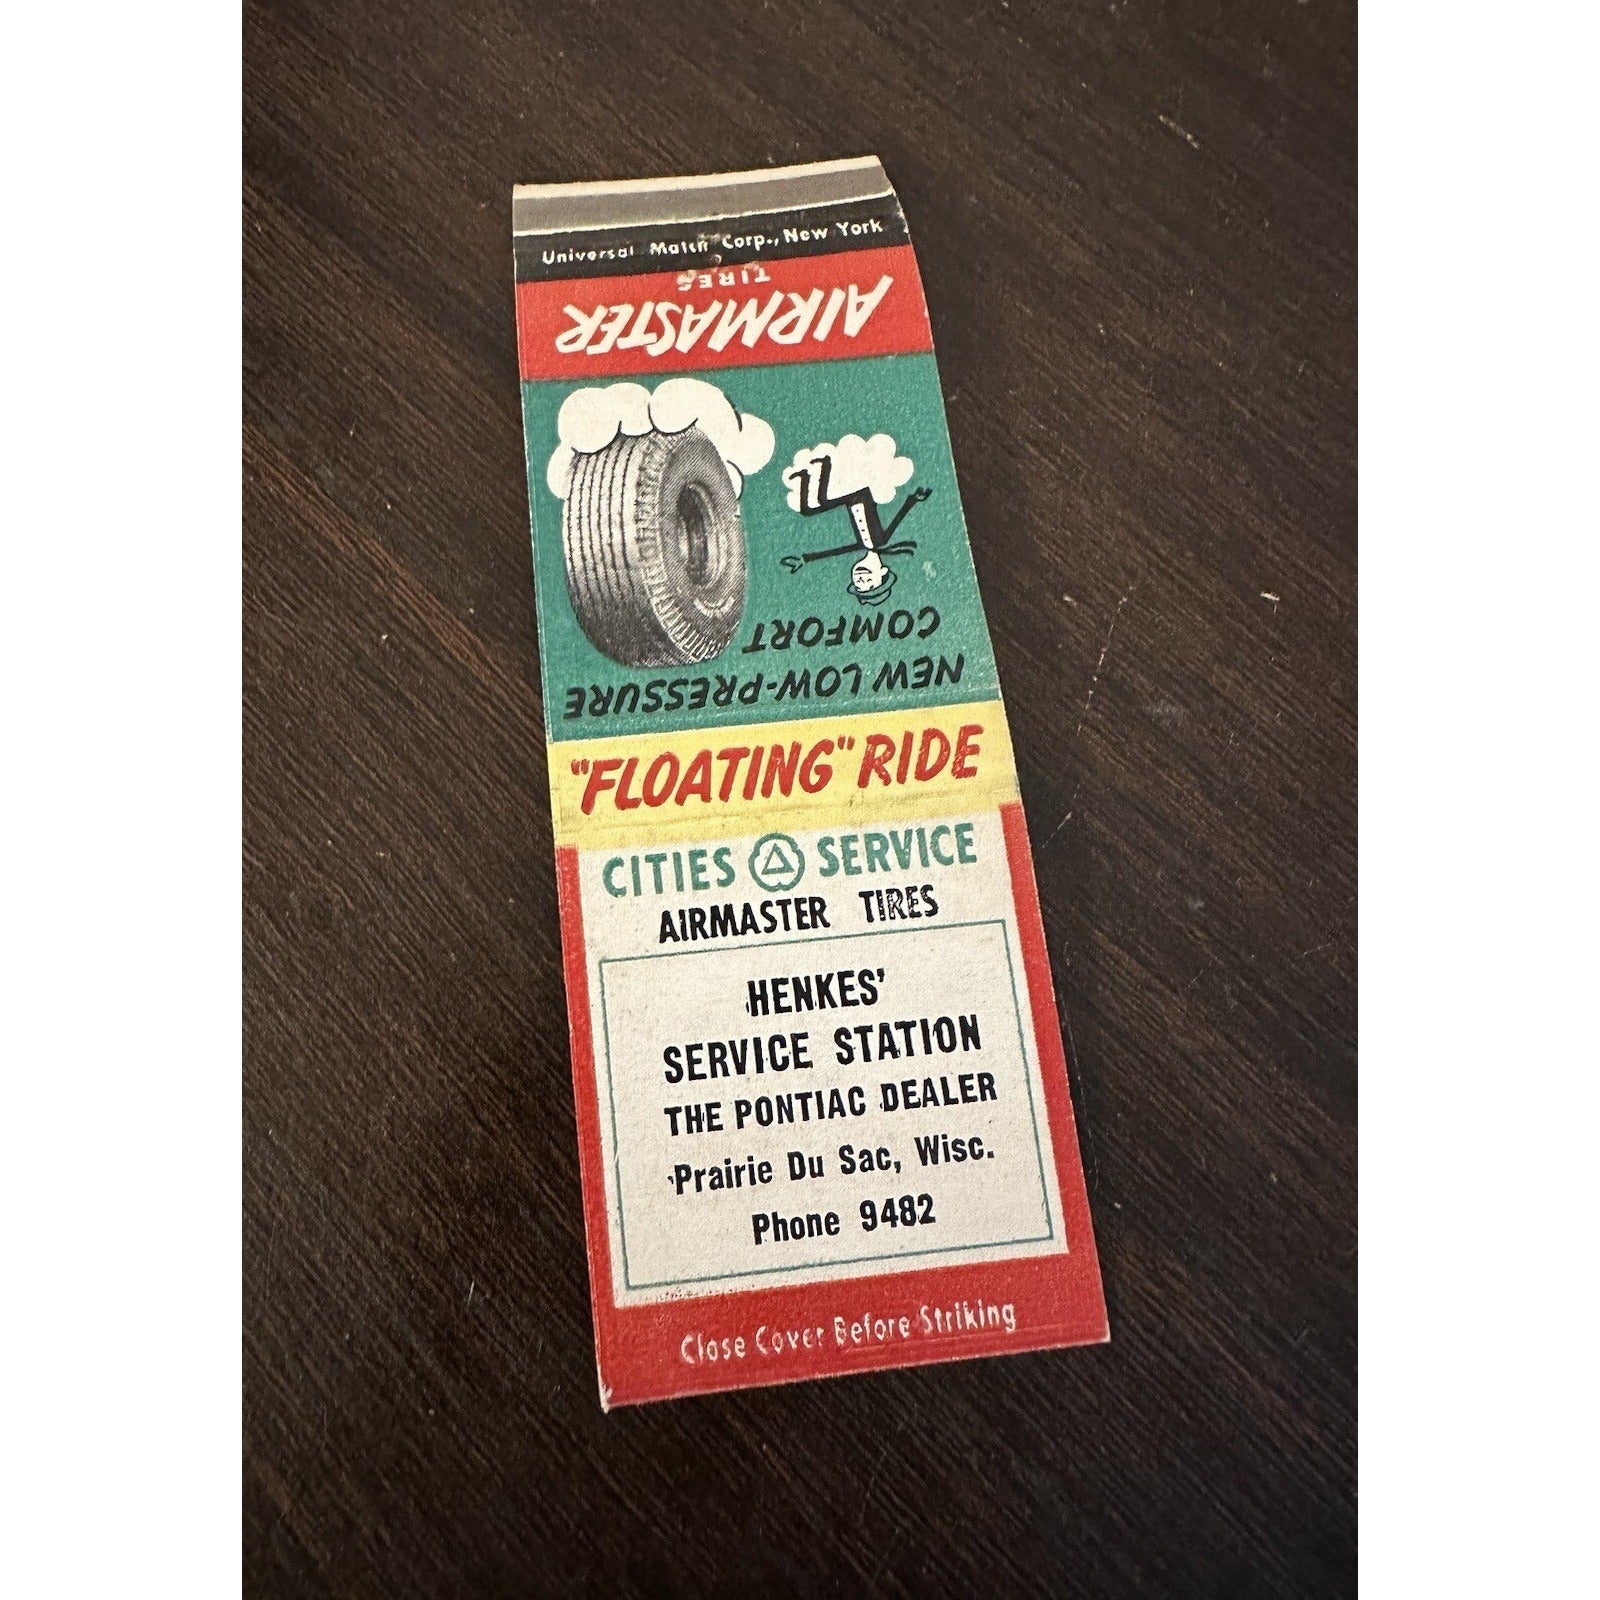 Universal Match Corp., New York
AIRMASTER
TIRES
NEW LOW-PRESSURE
COMFORT
"FLOATING" RIDE
CITIES SERVICE
AIRMASTER TIRES
HENKES'
SERVICE STATION
THE PONTIAC DEALER
Prairie Du Sac, Wisc.
Phone 9482
Close Cover Before Striking